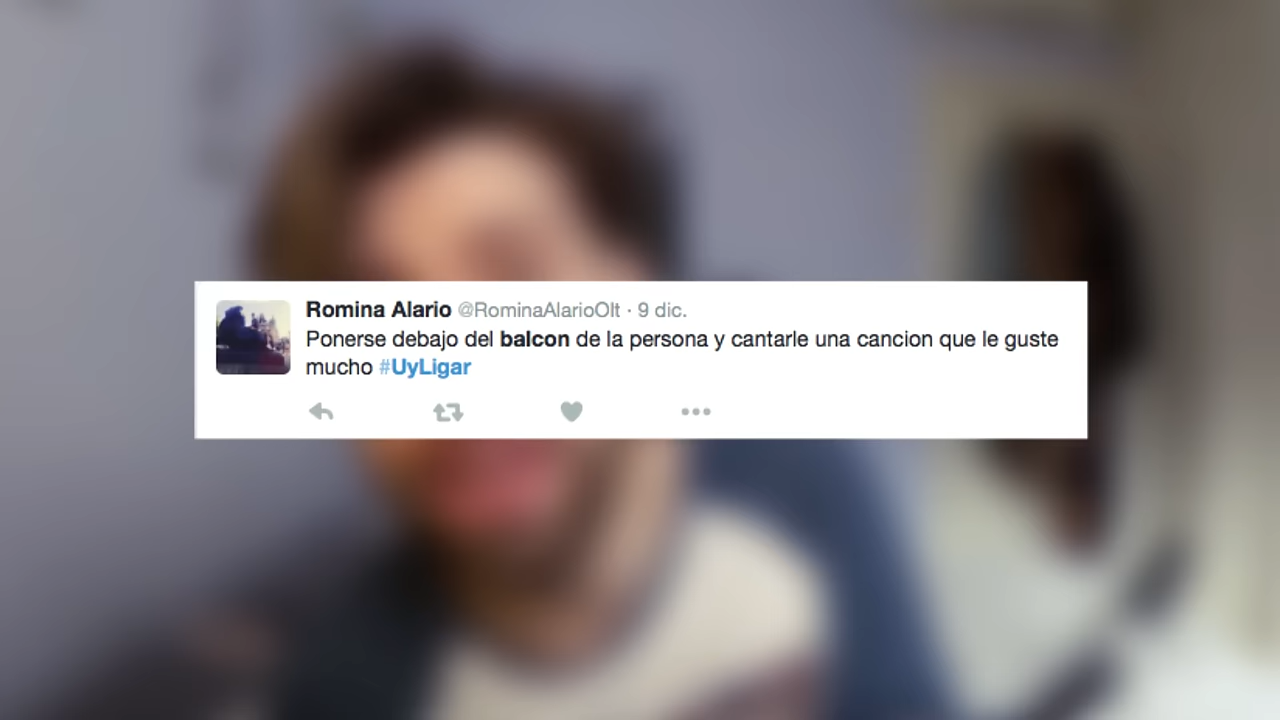 Romina Alario @RominaAlarioOlt · 9 dic.
Ponerse debajo del balcon de la persona y cantarle una cancion que le guste
mucho #UyLigar